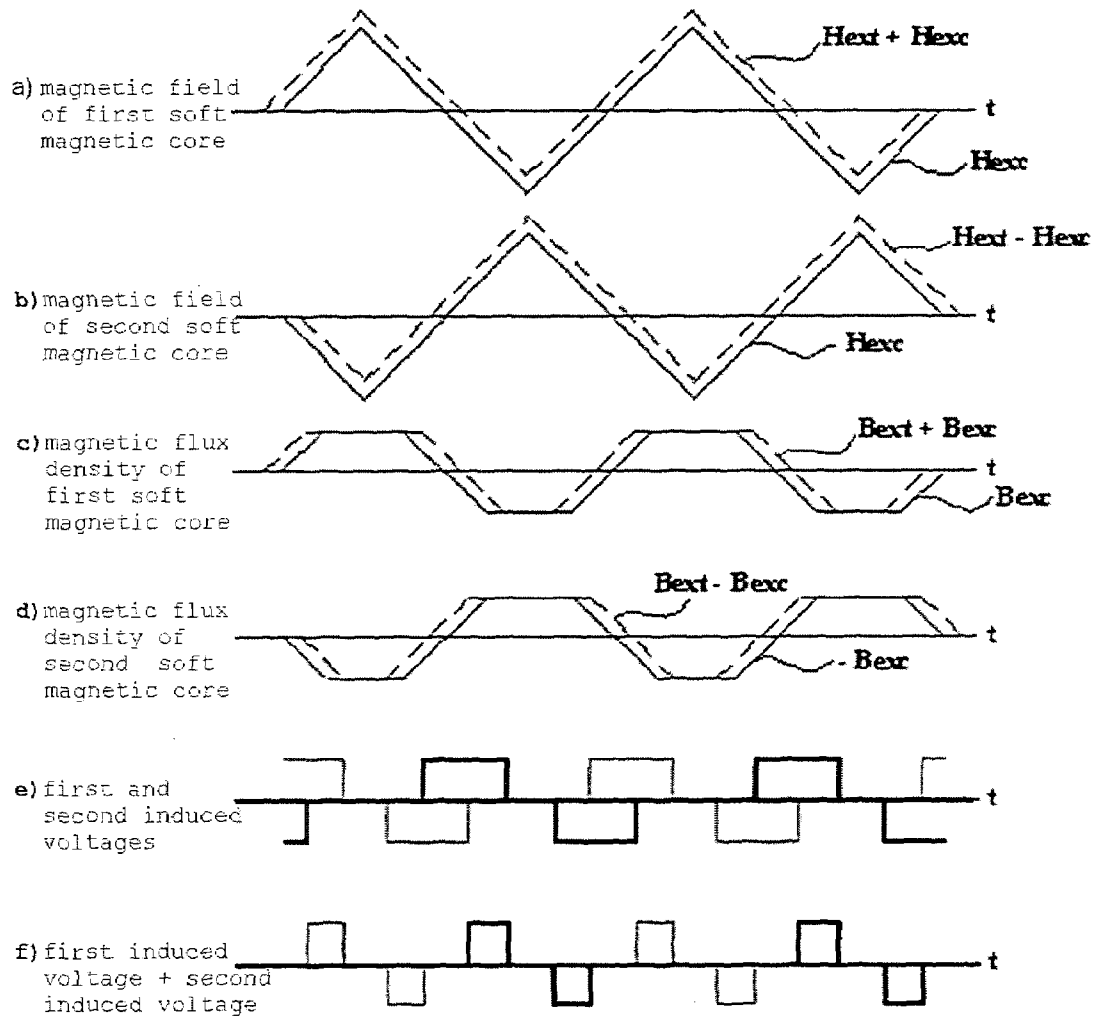 Hext + Hexc
a) magnetic field
of first soft
magnetic core
t
Hexc
Hext - Hexc
b) magnetic field
of second soft
magnetic core
t
Hexc
c) magnetic flux
density of
first soft
magnetic core
Bext + Bexc
t
Bexc
Bext - Bexc
d) magnetic flux
density of
second soft
magnetic core
t
- Bexc
e) first and
second induced
voltages
t
f) first induced
voltage + second
induced voltage
t